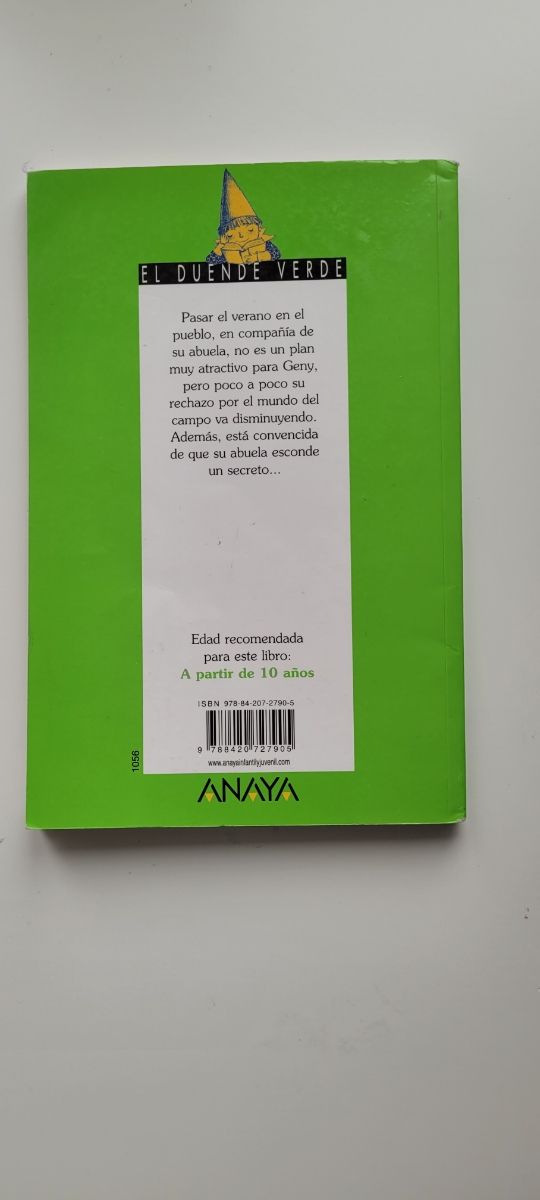 EL DUENDE VERDE
Pasar el verano en el
pueblo, en compañía de
su abuela, no es un plan
muy atractivo para Geny,
pero poco a poco su
rechazo por el mundo del
campo va disminuyendo.
Además, está convencida
de que su abuela esconde
un secreto...
Edad recomendada
para este libro:
A partir de 10 años
ISBN 978-84-207-2790-5
9 788420 727905
www.anayainfantilyjuvenil.com
1056
ANAYA